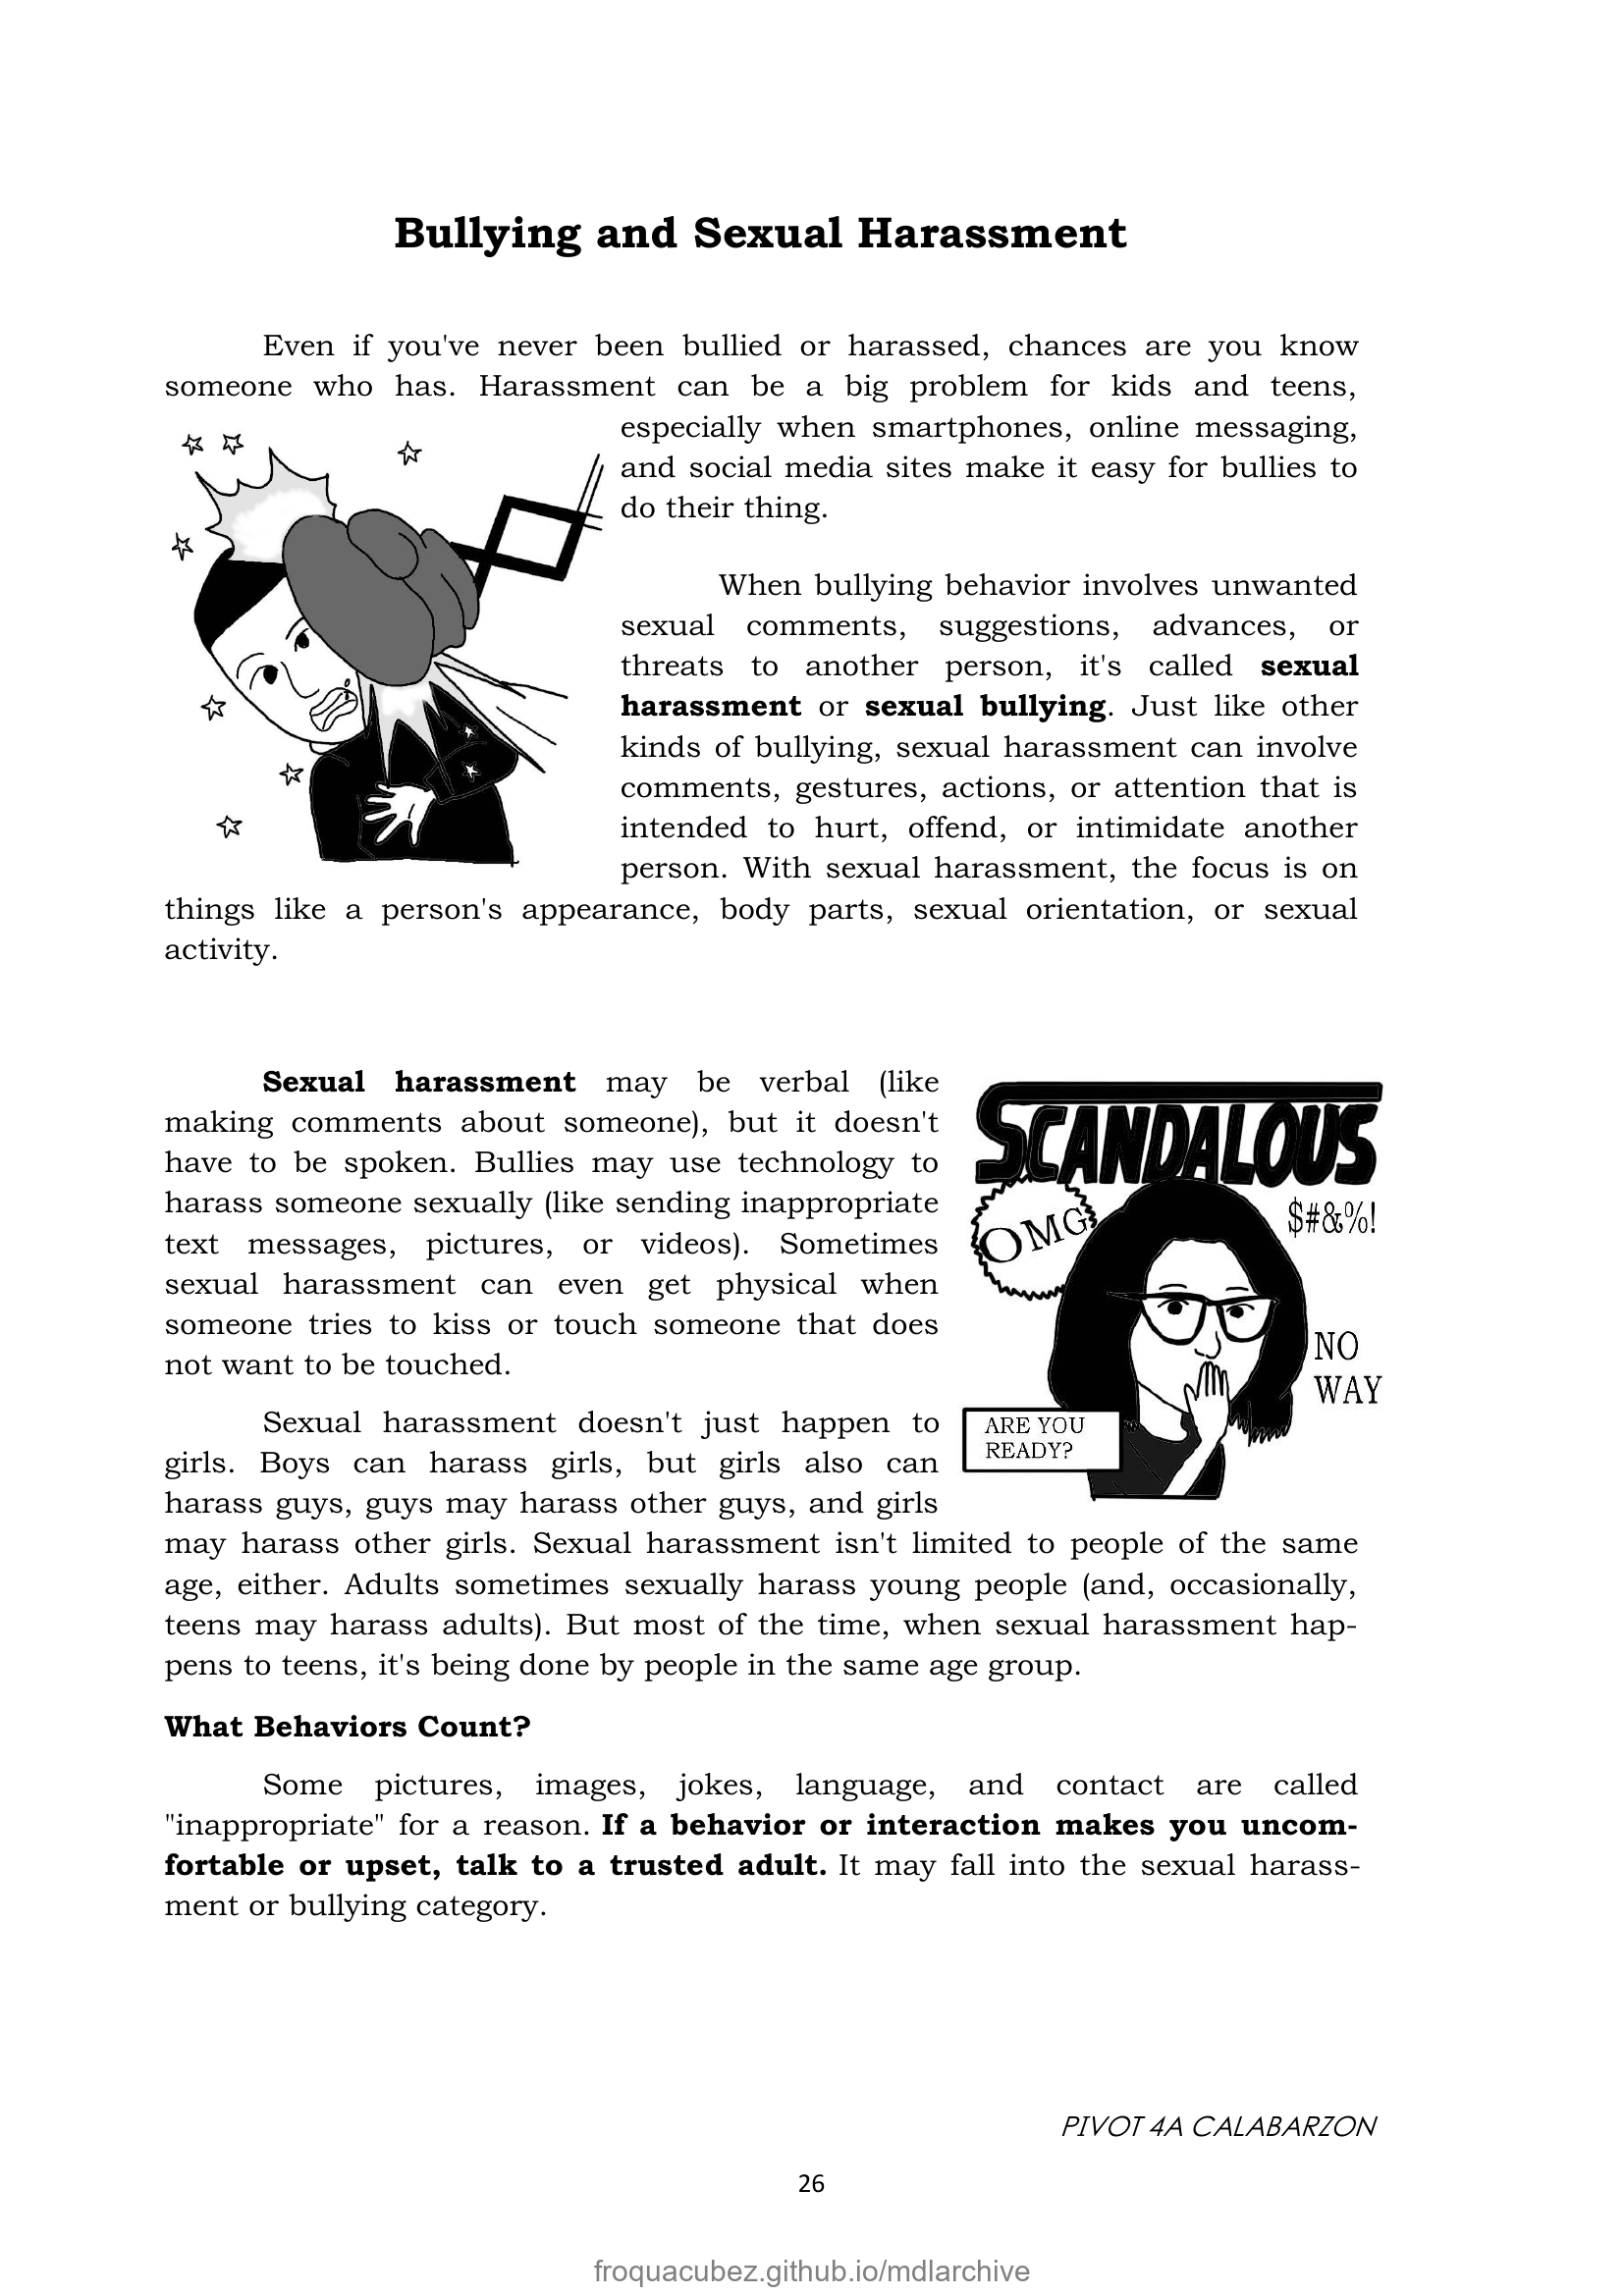 Bullying and Sexual Harassment
Even if you've never been bullied or harassed, chances are you know
someone who has. Harassment can be a big problem for kids and teens,
especially when smartphones, online messaging,
and social media sites make it easy for bullies to
do their thing.
When bullying behavior involves unwanted
sexual comments, suggestions, advances, or
threats to another person, it's called sexual
harassment or sexual bullying. Just like other
kinds of bullying, sexual harassment can involve
comments, gestures, actions, or attention that is
intended to hurt, offend, or intimidate another
person. With sexual harassment, the focus is on
things like a person's appearance, body parts, sexual orientation, or sexual
activity.
Sexual harassment may be verbal (like
making comments about someone), but it doesn't
have to be spoken. Bullies may use technology to
harass someone sexually (like sending inappropriate
text messages, pictures, or videos). Sometimes
sexual harassment can even get physical when
someone tries to kiss or touch someone that does
not want to be touched.
SCANDALOUS
OMG
$#&%!
NO
WAY
ARE YOU
READY?
Sexual harassment doesn't just happen to
girls. Boys can harass girls, but girls also can
harass guys, guys may harass other guys, and girls
may harass other girls. Sexual harassment isn't limited to people of the same
age, either. Adults sometimes sexually harass young people (and, occasionally,
teens may harass adults). But most of the time, when sexual harassment hap-
pens to teens, it's being done by people in the same age group.
What Behaviors Count?
Some pictures, images, jokes, language, and contact are called
"inappropriate" for a reason. If a behavior or interaction makes you uncom-
fortable or upset, talk to a trusted adult. It may fall into the sexual harass-
ment or bullying category.
PIVOT 4A CALABARZON
26
froquacubez.github.io/mdlarchive